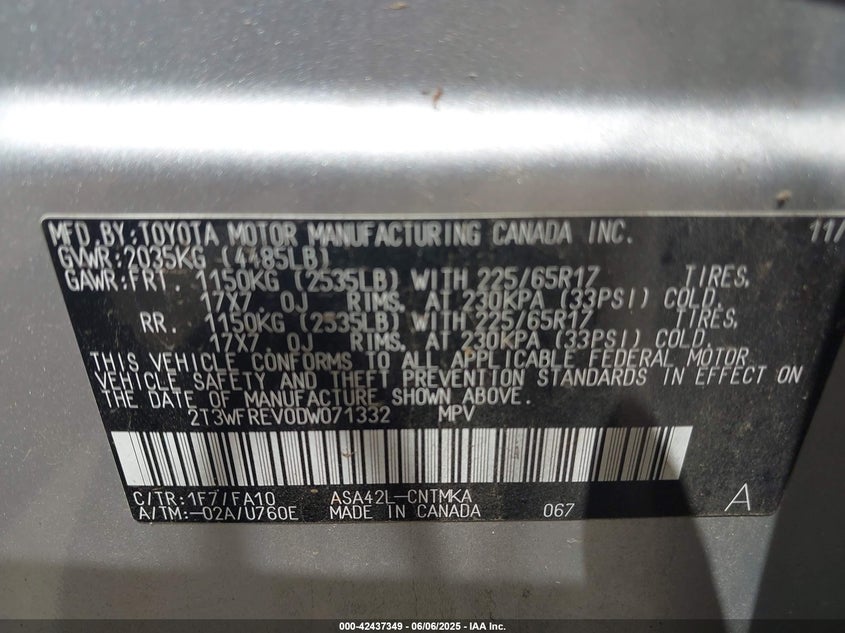 MFD.BY:TOYOTA MOTOR MANUFACTURING CANADA INC. 11/
GVWR:2035KG (4485LB)
GAWR:FRT. 1150KG (2535LB) WITH 225/65R17 TIRES,
17X7.0J RIMS, AT 230KPA (33PSI) COLD.
RR. 1150KG (2535LB) WITH 225/65R17 TIRES,
17X7.0J RIMS, AT 230KPA (33PSI) COLD.
THIS VEHICLE CONFORMS TO ALL APPLICABLE FEDERAL MOTOR
VEHICLE SAFETY AND THEFT PREVENTION STANDARDS IN EFFECT ON
THE DATE OF MANUFACTURE SHOWN ABOVE.
2T3WFREV0DW071332 MPV
C/TR:1F7/FA10 ASA42L-CNTMKA
A/TM:-02A/U760E MADE IN CANADA 067 A
000-42437349 - 06/06/2025 - IAA Inc.